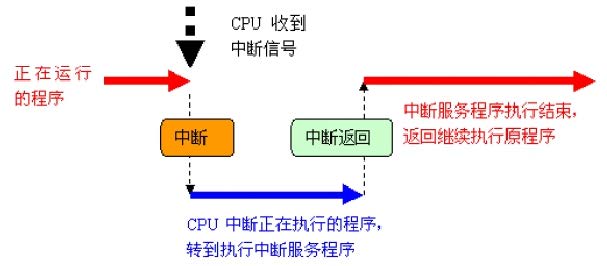 CPU 收到
中断信号
正在运行
的程序
中断
中断返回
中断服务程序执行结束，
返回继续执行原程序
CPU 中断正在执行的程序，
转到执行中断服务程序